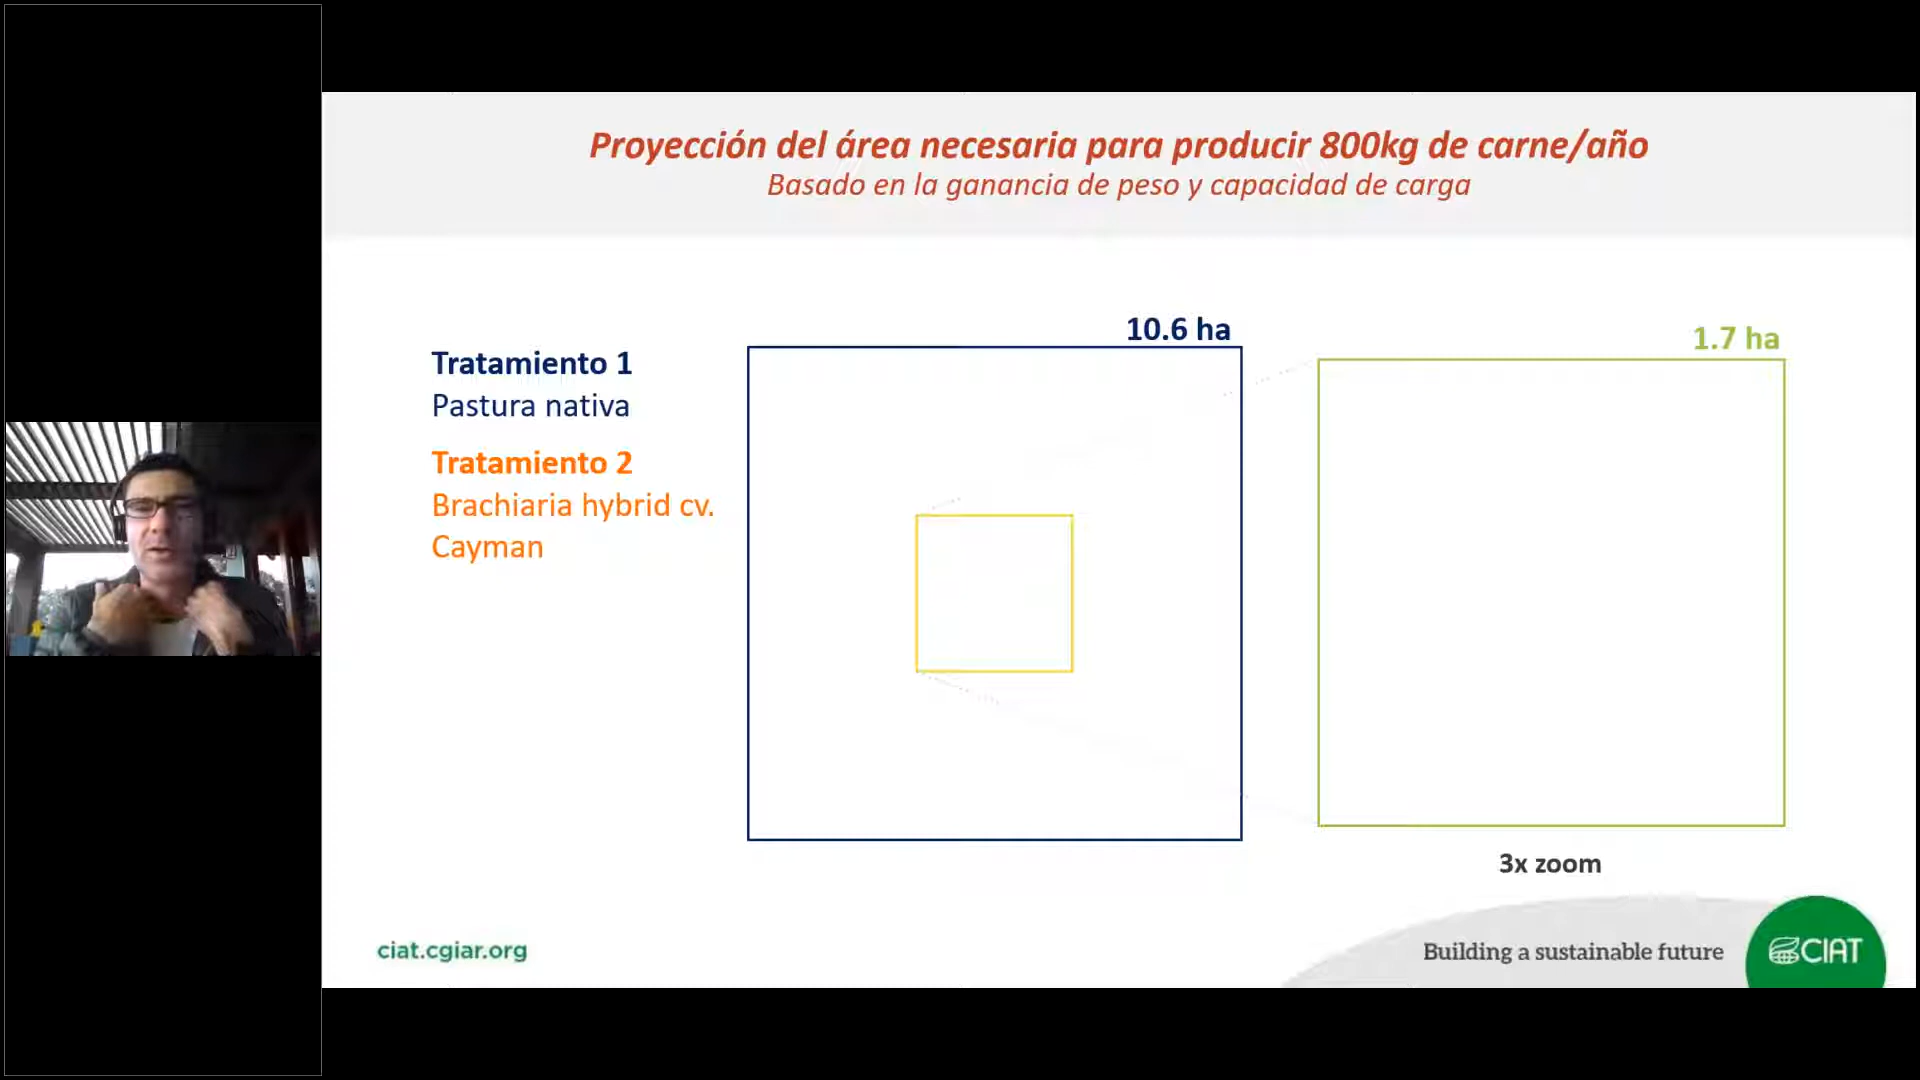 Proyección del área necesaria para producir 800kg de carne/año
Basado en la ganancia de peso y capacidad de carga
10.6 ha
1.7 ha
Tratamiento 1
Pastura nativa
Tratamiento 2
Brachiaria hybrid cv.
Cayman
3x zoom
ciat.cgiar.org
Building a sustainable future
CIAT